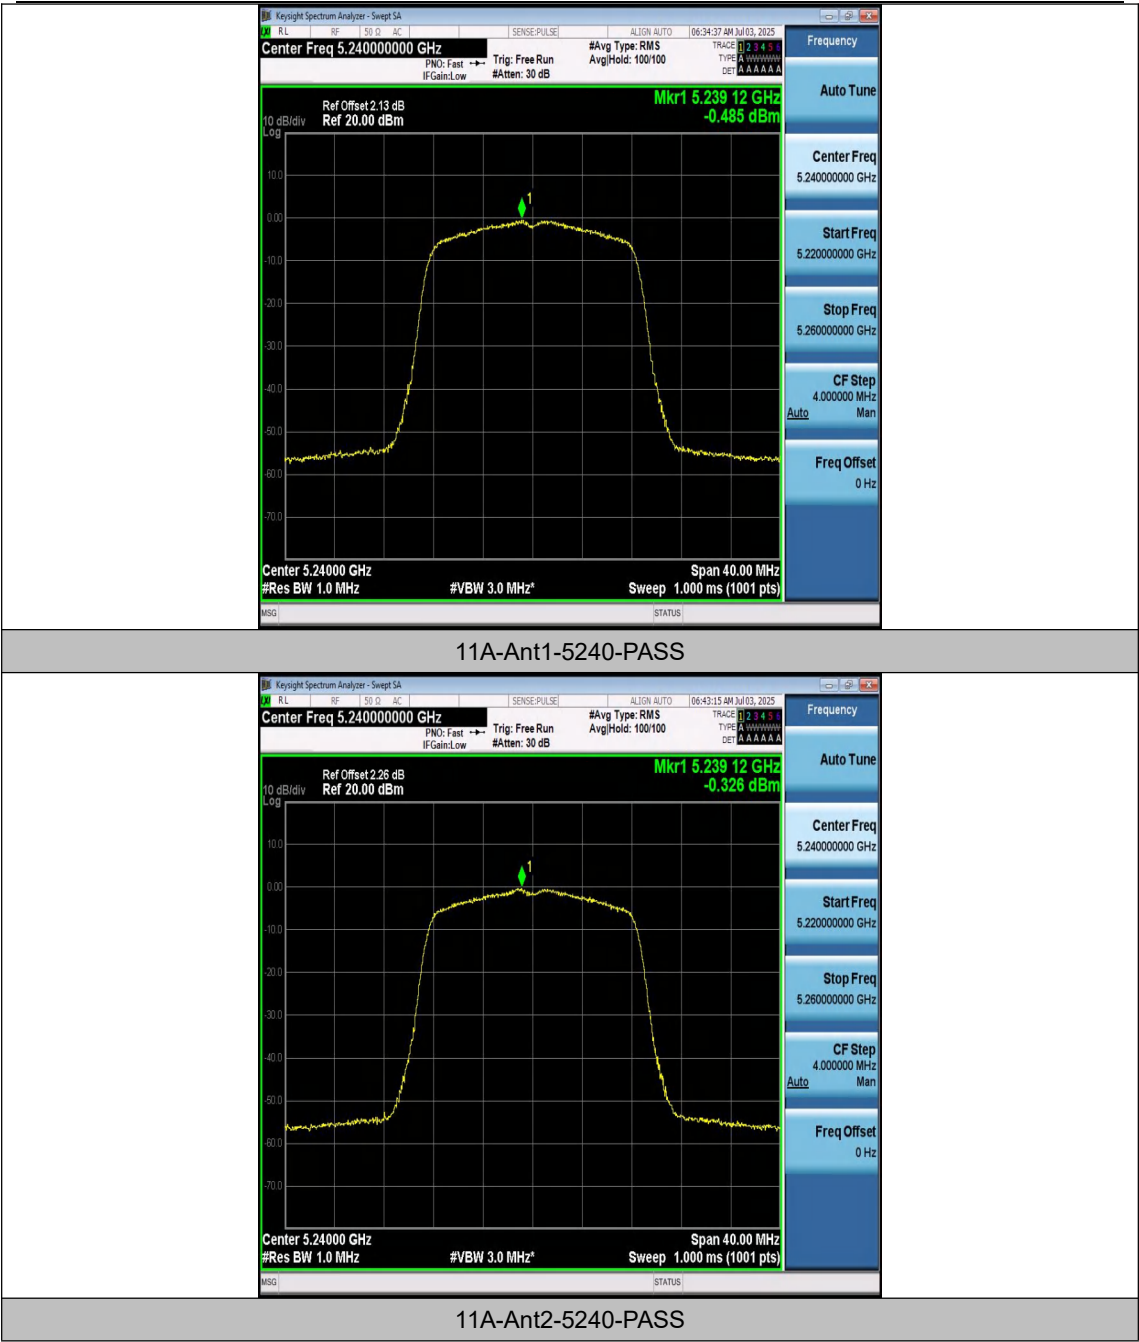 Keysight Spectrum Analyzer - Swept SA
RL RF 50 Ω AC SENSE:PULSE ALIGN AUTO 06:34:37 AM Jul 03, 2025
Center Freq 5.240000000 GHz
PNO: Fast
IFGain:Low
Trig: Free Run
#Atten: 30 dB
#Avg Type: RMS
Avg|Hold: 100/100
TRACE 1 2 3 4 5 6
TYPE A WWWWW
DET A A A A A A
Frequency
Mkr1 5.239 12 GHz
-0.485 dBm
Ref Offset 2.13 dB
10 dB/div Ref 20.00 dBm
Log
10.0
0.00
-10.0
-20.0
-30.0
-40.0
-50.0
-60.0
-70.0
1
Center 5.24000 GHz Span 40.00 MHz
#Res BW 1.0 MHz #VBW 3.0 MHz* Sweep 1.000 ms (1001 pts)
MSG STATUS
Auto Tune
Center Freq
5.240000000 GHz
Start Freq
5.220000000 GHz
Stop Freq
5.260000000 GHz
CF Step
4.000000 MHz
Auto Man
Freq Offset
0 Hz
11A-Ant1-5240-PASS
Keysight Spectrum Analyzer - Swept SA
RL RF 50 Ω AC SENSE:PULSE ALIGN AUTO 06:43:15 AM Jul 03, 2025
Center Freq 5.240000000 GHz
PNO: Fast
IFGain:Low
Trig: Free Run
#Atten: 30 dB
#Avg Type: RMS
Avg|Hold: 100/100
TRACE 1 2 3 4 5 6
TYPE A WWWWW
DET A A A A A A
Frequency
Mkr1 5.239 12 GHz
-0.326 dBm
Ref Offset 2.26 dB
10 dB/div Ref 20.00 dBm
Log
10.0
0.00
-10.0
-20.0
-30.0
-40.0
-50.0
-60.0
-70.0
1
Center 5.24000 GHz Span 40.00 MHz
#Res BW 1.0 MHz #VBW 3.0 MHz* Sweep 1.000 ms (1001 pts)
MSG STATUS
Auto Tune
Center Freq
5.240000000 GHz
Start Freq
5.220000000 GHz
Stop Freq
5.260000000 GHz
CF Step
4.000000 MHz
Auto Man
Freq Offset
0 Hz
11A-Ant2-5240-PASS